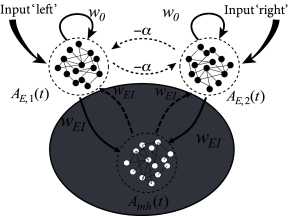 Input ‘left’
w0
−α
w0
Input ‘right’
−α
AE,1(t)
wEI
wEI
AE,2(t)
wEI
wEI
Ainh(t)